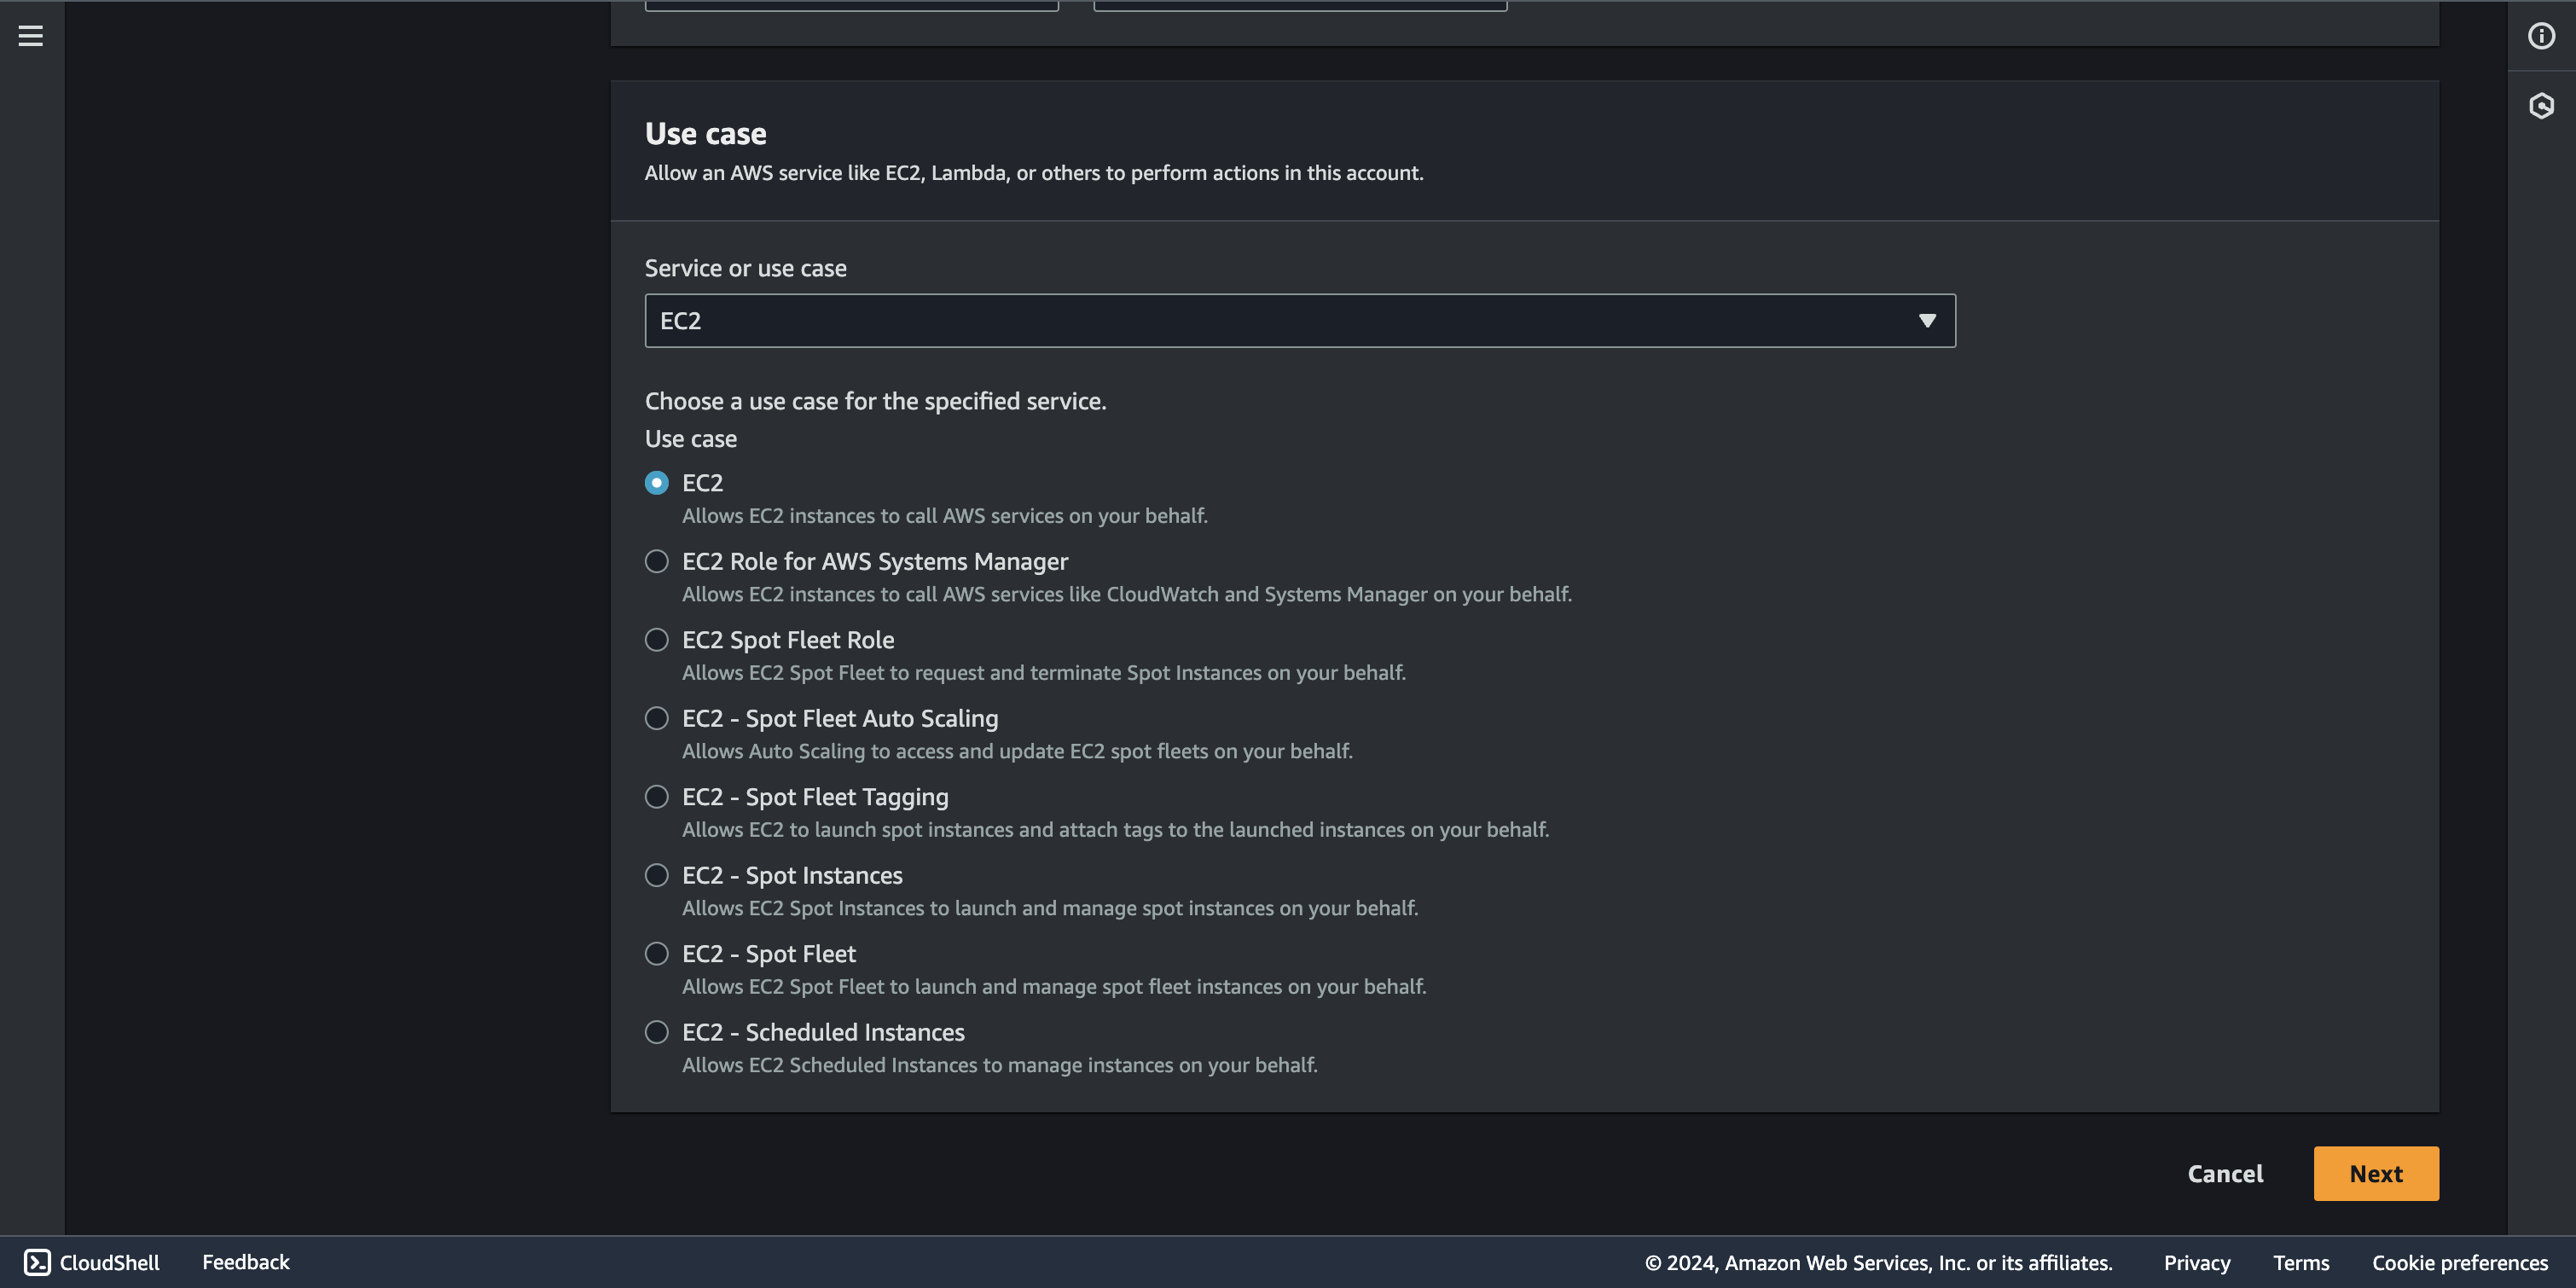 Use case
Allow an AWS service like EC2, Lambda, or others to perform actions in this account.
Service or use case
EC2
Choose a use case for the specified service.
Use case
EC2
Allows EC2 instances to call AWS services on your behalf.
EC2 Role for AWS Systems Manager
Allows EC2 instances to call AWS services like CloudWatch and Systems Manager on your behalf.
EC2 Spot Fleet Role
Allows EC2 Spot Fleet to request and terminate Spot Instances on your behalf.
EC2 - Spot Fleet Auto Scaling
Allows Auto Scaling to access and update EC2 spot fleets on your behalf.
EC2 - Spot Fleet Tagging
Allows EC2 to launch spot instances and attach tags to the launched instances on your behalf.
EC2 - Spot Instances
Allows EC2 Spot Instances to launch and manage spot instances on your behalf.
EC2 - Spot Fleet
Allows EC2 Spot Fleet to launch and manage spot fleet instances on your behalf.
EC2 - Scheduled Instances
Allows EC2 Scheduled Instances to manage instances on your behalf.
Cancel Next
CloudShell Feedback © 2024, Amazon Web Services, Inc. or its affiliates. Privacy Terms Cookie preferences